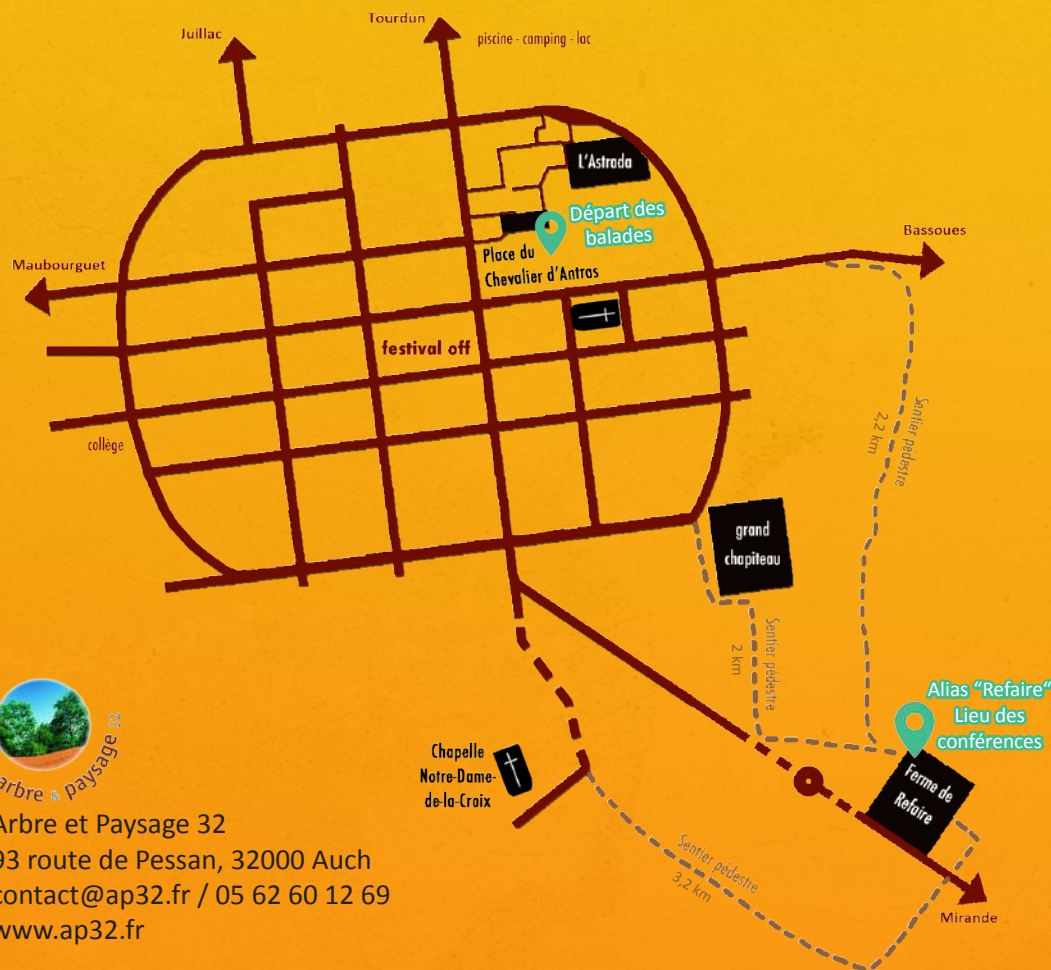 Tourdun
Juillac
piscine - camping - lac
L'Astrada
Départ des
balades
Bassoues
Maubourguet
Place du
Chevalier d'Antras
festival off
Sentier pédestre
2,2 km
collège
grand
chapiteau
Sentier pédestre
2 km
Alias "Refaire"
Lieu des
conférences
Chapelle
Notre-Dame-
de-la-Croix
Ferme de
Refaire
Sentier pédestre
3,2 km
Mirande
arbre & paysage 32
Arbre et Paysage 32
93 route de Pessan, 32000 Auch
contact@ap32.fr / 05 62 60 12 69
www.ap32.fr